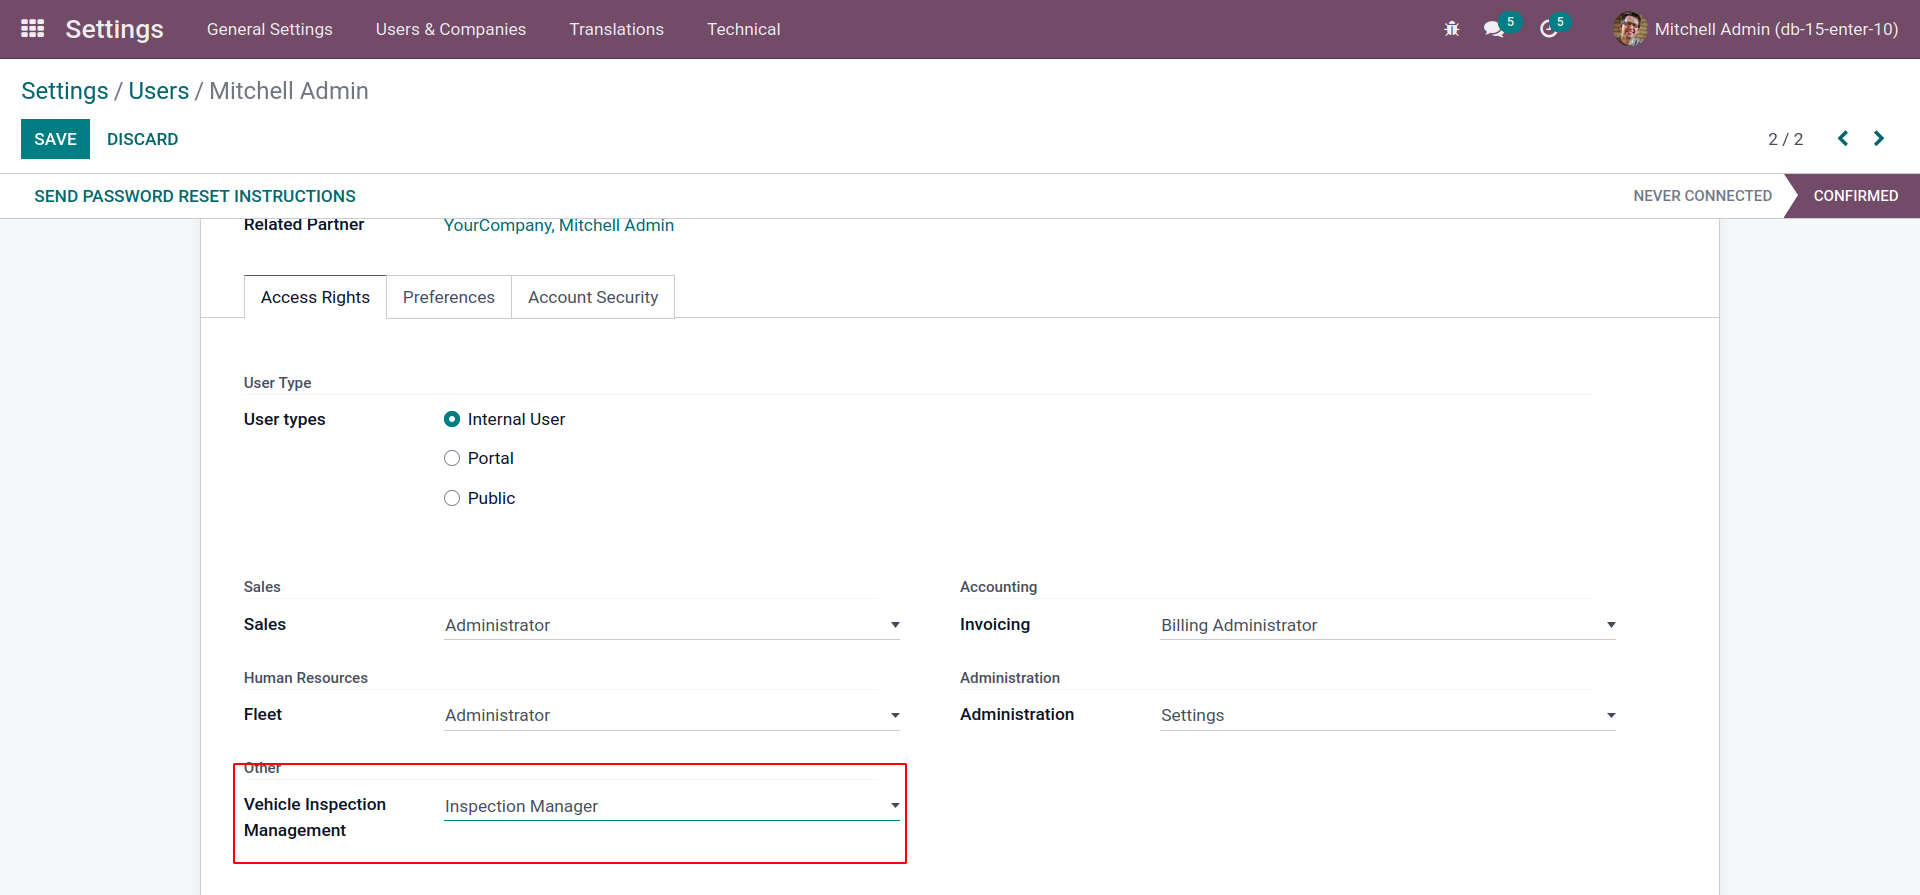 Settings General Settings Users & Companies Translations Technical 5 5 Mitchell Admin (db-15-enter-10)
Settings / Users / Mitchell Admin
SAVE DISCARD 2 / 2
SEND PASSWORD RESET INSTRUCTIONS NEVER CONNECTED CONFIRMED
Related Partner YourCompany, Mitchell Admin
Access Rights Preferences Account Security
User Type
User types Internal User
Portal
Public
Sales Accounting
Sales Administrator Invoicing Billing Administrator
Human Resources Administration
Fleet Administrator Administration Settings
Other
Vehicle Inspection Inspection Manager
Management